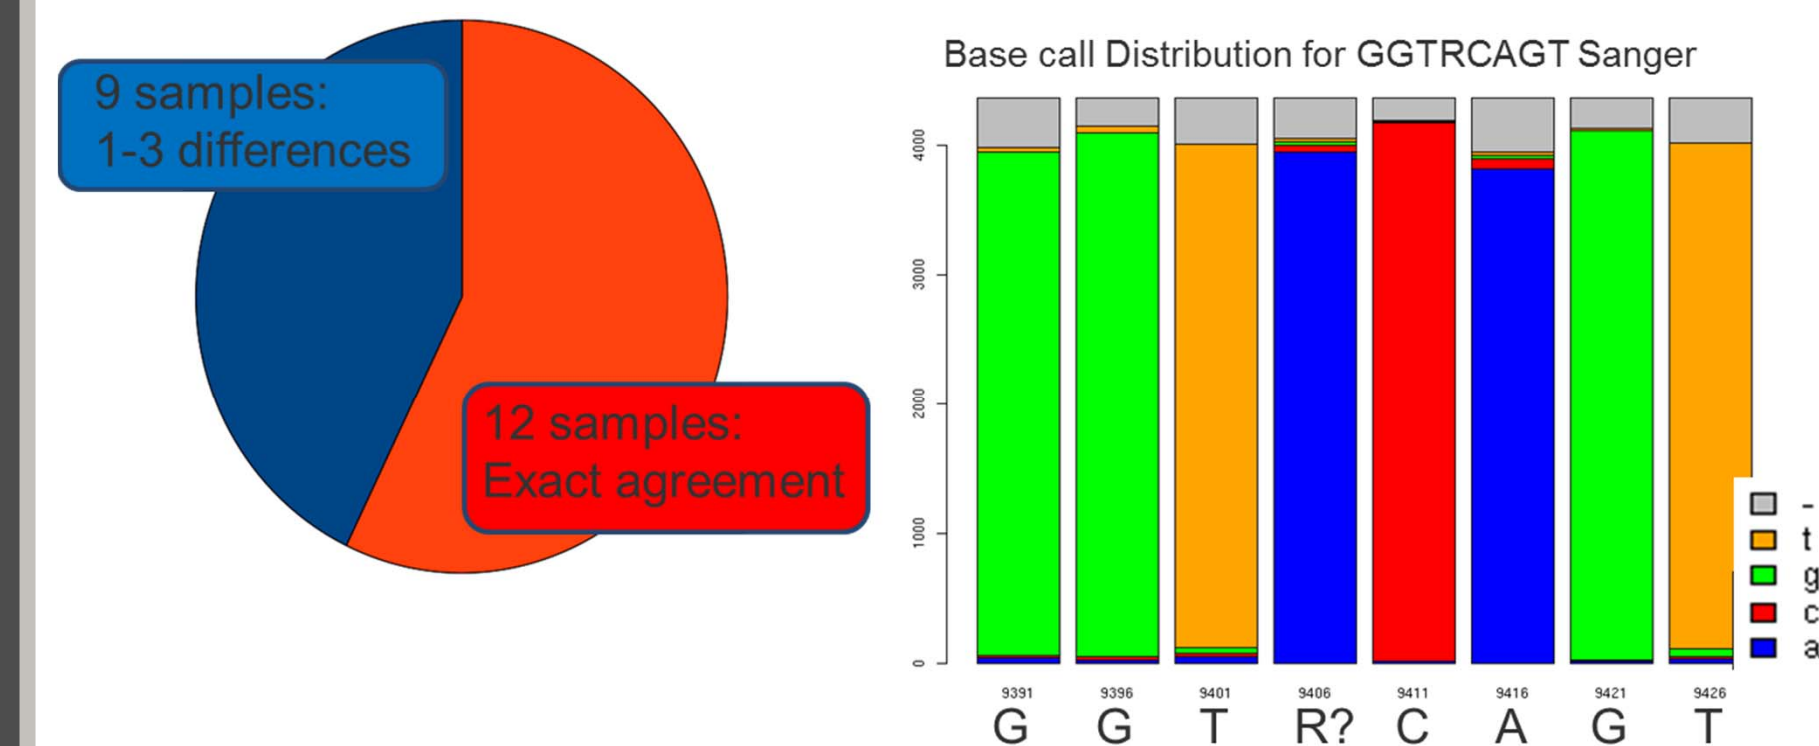 9 samples:
1-3 differences
12 samples:
Exact agreement
Base call Distribution for GGTRCAGT Sanger
4000
3000
2000
1000
0
9391 9396 9401 9406 9411 9416 9421 9426
G G T R? C A G T
-
t
g
c
a